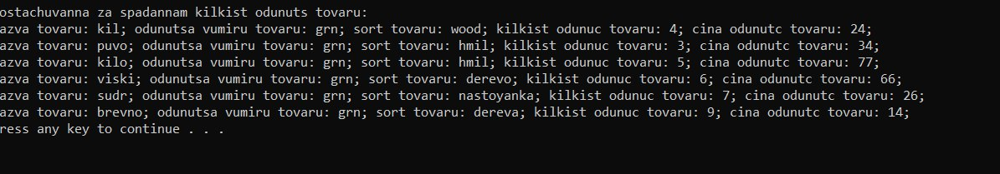 ostachuvanna za spadannam kilkist odunuts tovaru:
azva tovaru: kil; odunutsa vumiru tovaru: grn; sort tovaru: wood; kilkist odunuc tovaru: 4; cina odunutc tovaru: 24;
azva tovaru: puvo; odunutsa vumiru tovaru: grn; sort tovaru: hmil; kilkist odunuc tovaru: 3; cina odunutc tovaru: 34;
azva tovaru: kilo; odunutsa vumiru tovaru: grn; sort tovaru: hmil; kilkist odunuc tovaru: 5; cina odunutc tovaru: 77;
azva tovaru: viski; odunutsa vumiru tovaru: grn; sort tovaru: derevo; kilkist odunuc tovaru: 6; cina odunutc tovaru: 66;
azva tovaru: sudr; odunutsa vumiru tovaru: grn; sort tovaru: nastoyanka; kilkist odunuc tovaru: 7; cina odunutc tovaru: 26;
azva tovaru: brevno; odunutsa vumiru tovaru: grn; sort tovaru: dereva; kilkist odunuc tovaru: 9; cina odunutc tovaru: 14;
ress any key to continue . . .